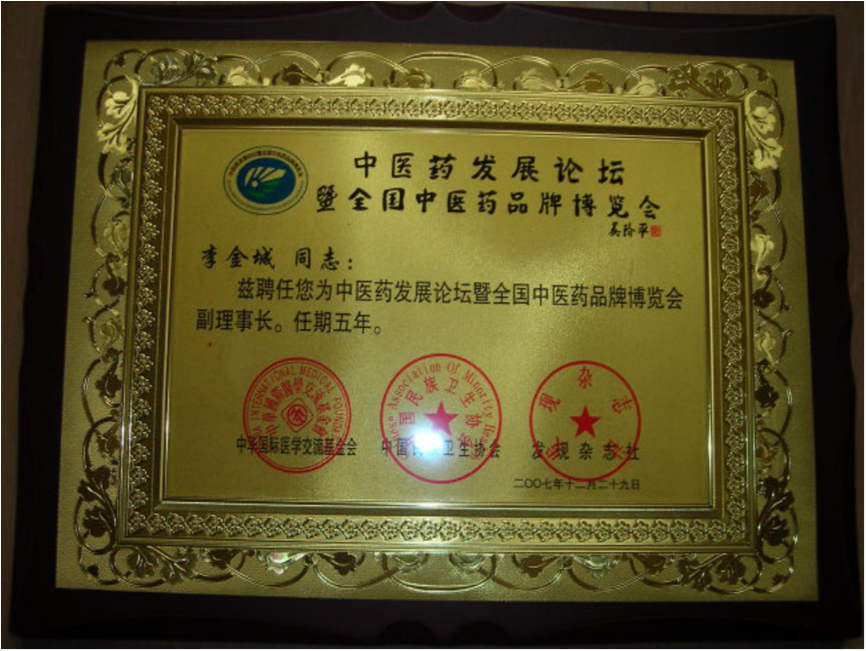 中医药发展论坛
暨全国中医药品牌博览会
李金城 同志：
兹聘任您为中医药发展论坛暨全国中医药品牌博览会
副理事长。任期五年。
中华国际医学交流基金会 中国民族卫生协会 发现杂志社
二〇〇七年十二月二十九日